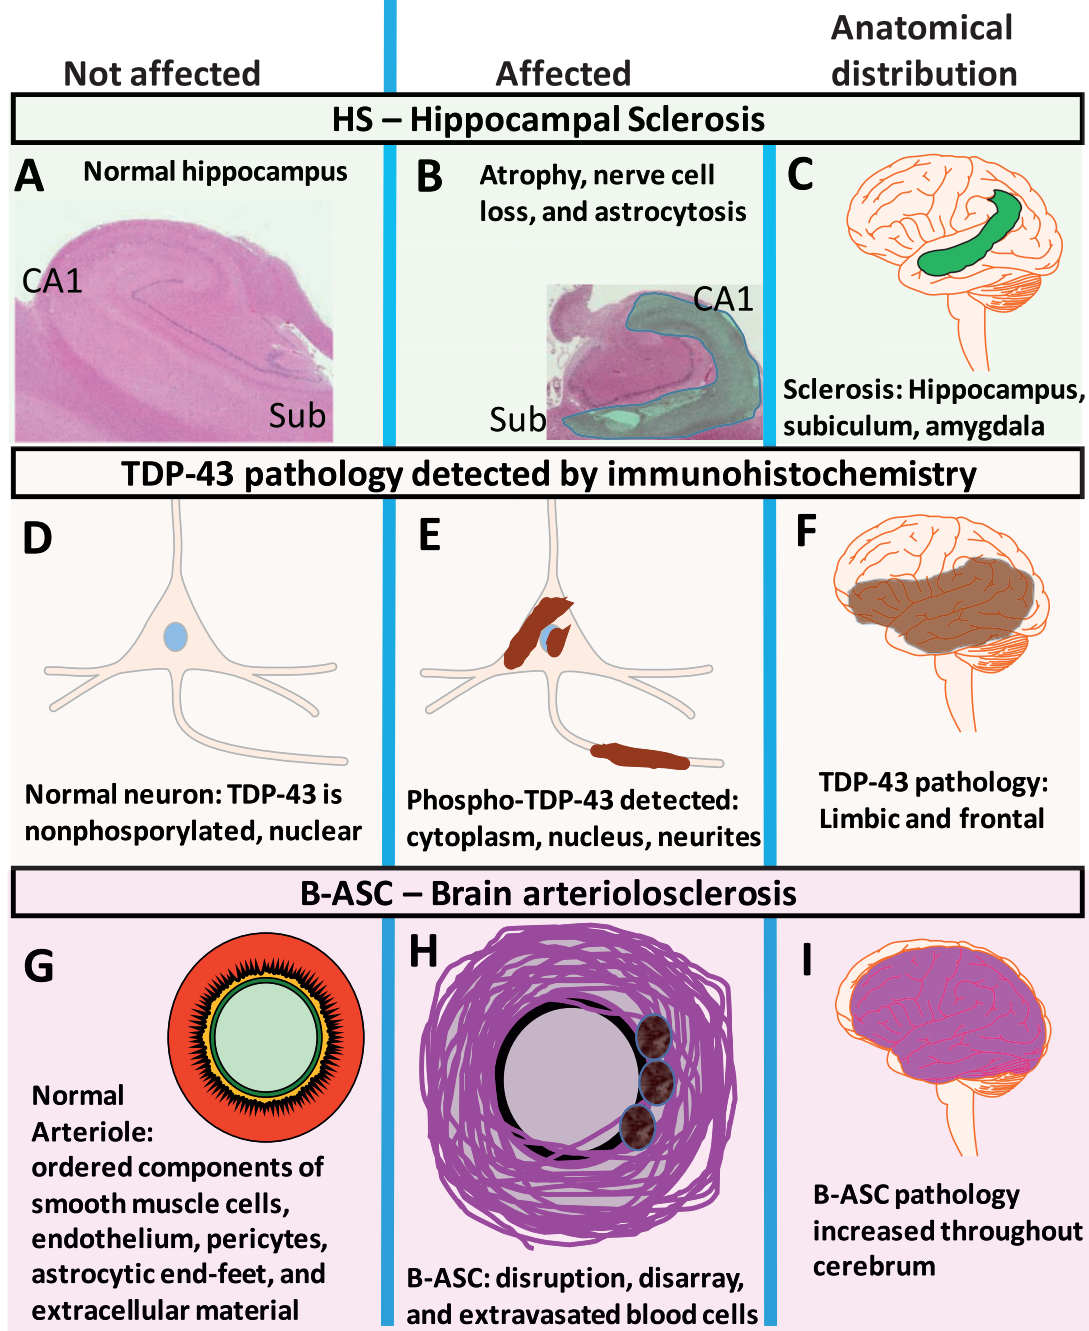 Not affected
Affected
Anatomical
distribution
HS – Hippocampal Sclerosis
A
Normal hippocampus
CA1
Sub
B
Atrophy, nerve cell
loss, and astrocytosis
CA1
Sub
C
Sclerosis: Hippocampus,
subiculum, amygdala
TDP-43 pathology detected by immunohistochemistry
D
Normal neuron: TDP-43 is
nonphosporylated, nuclear
E
Phospho-TDP-43 detected:
cytoplasm, nucleus, neurites
F
TDP-43 pathology:
Limbic and frontal
B-ASC – Brain arteriolosclerosis
G
Normal
Arteriole:
ordered components of
smooth muscle cells,
endothelium, pericytes,
astrocytic end-feet, and
extracellular material
H
B-ASC: disruption, disarray,
and extravasated blood cells
I
B-ASC pathology
increased throughout
cerebrum